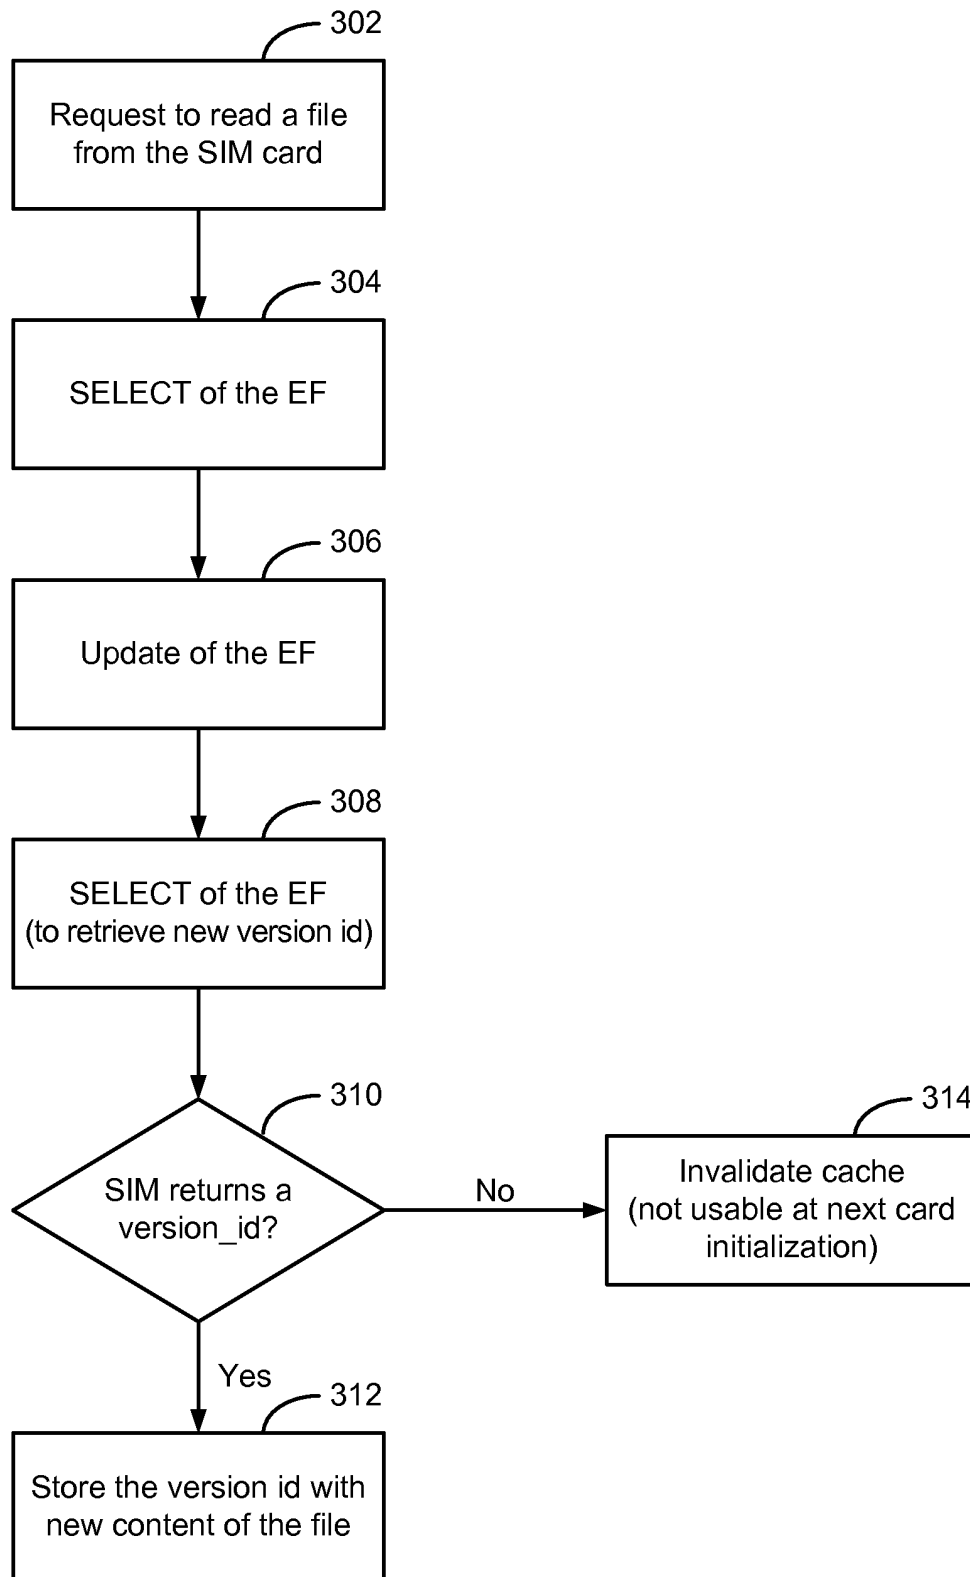 302
Request to read a file
from the SIM card
304
SELECT of the EF
306
Update of the EF
308
SELECT of the EF
(to retrieve new version id)
310
SIM returns a
version_id?
No
314
Invalidate cache
(not usable at next card
initialization)
Yes
312
Store the version id with
new content of the file